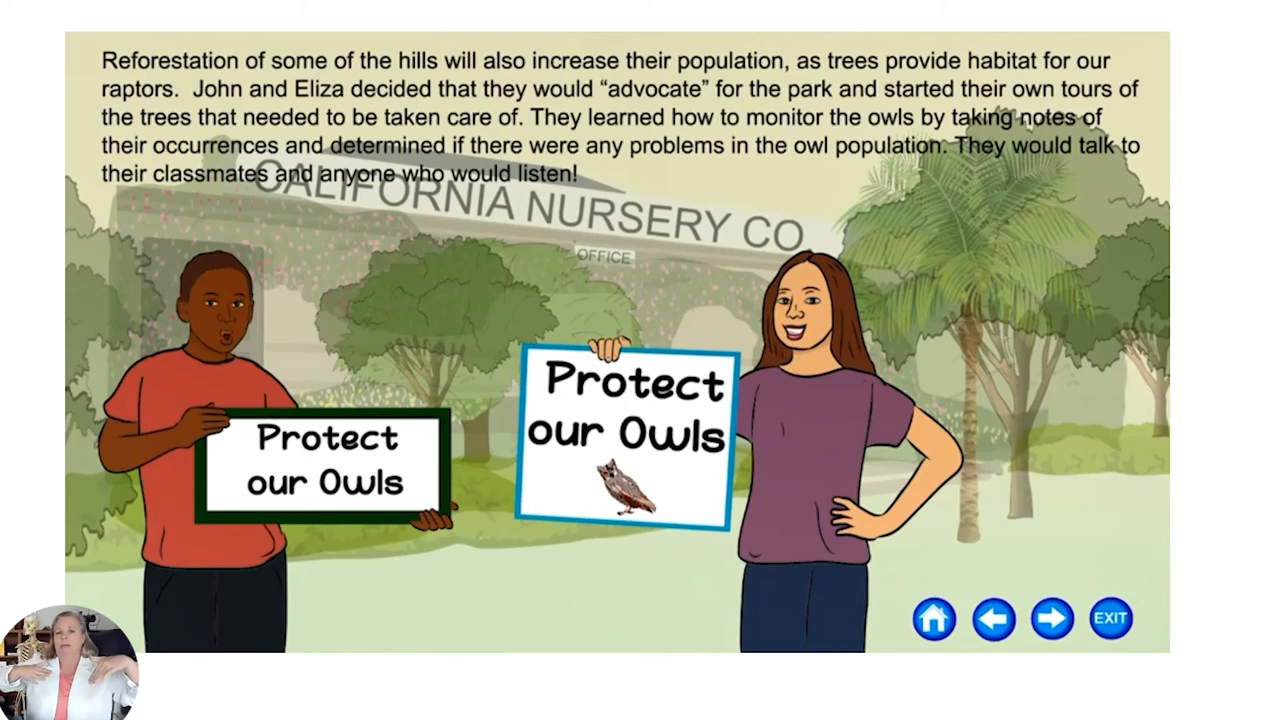 Reforestation of some of the hills will also increase their population, as trees provide habitat for our
raptors.  John and Eliza decided that they would “advocate” for the park and started their own tours of
the trees that needed to be taken care of. They learned how to monitor the owls by taking notes of
their occurrences and determined if there were any problems in the owl population. They would talk to
their classmates and anyone who would listen!
CALIFORNIA NURSERY CO
OFFICE
Protect
our Owls
Protect
our Owls
EXIT